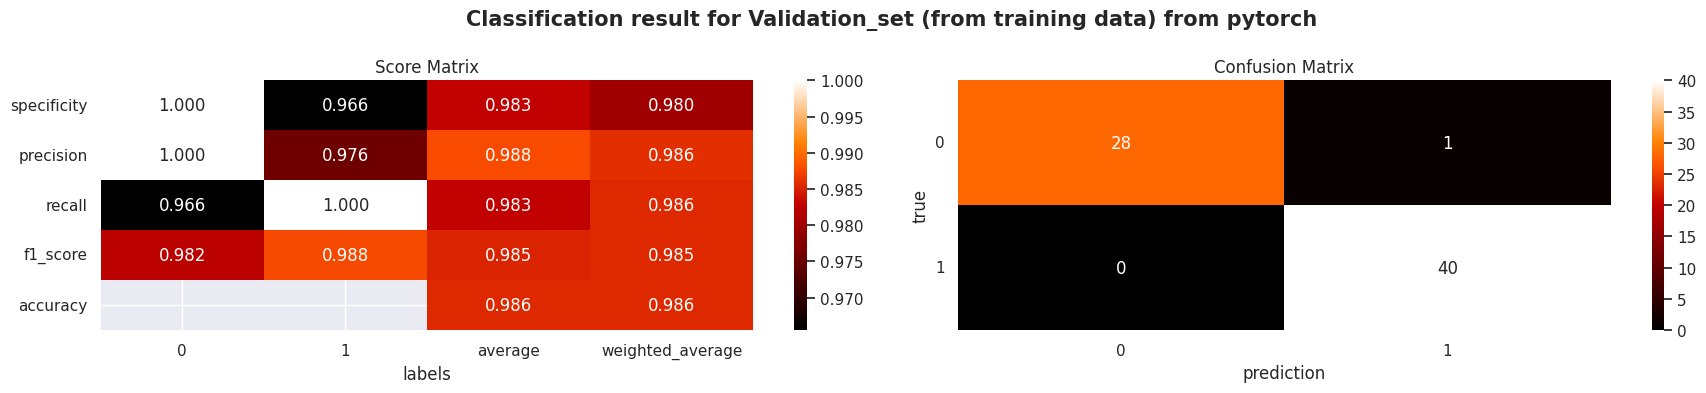 Classification result for Validation_set (from training data) from pytorch
Score Matrix
specificity 1.000 0.966 0.983 0.980
precision 1.000 0.976 0.988 0.986
recall 0.966 1.000 0.983 0.986
f1_score 0.982 0.988 0.985 0.985
accuracy 0.986 0.986
0 1 average weighted_average
labels
1.000
0.995
0.990
0.985
0.980
0.975
0.970
Confusion Matrix
true
0 28 1
1 0 40
0 1
prediction
40
35
30
25
20
15
10
5
0